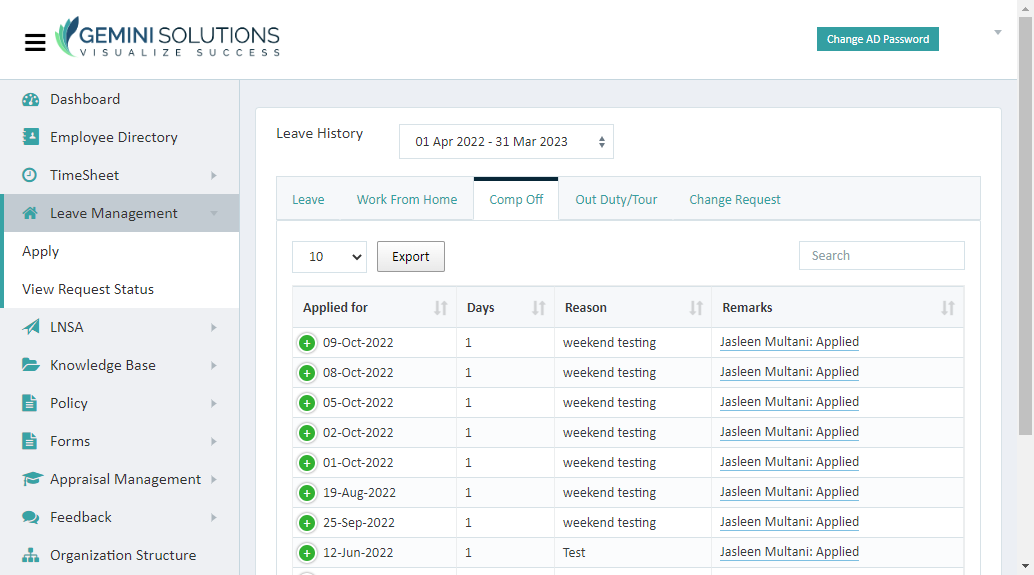 GEMINI SOLUTIONS
VISUALIZE SUCCESS
Change AD Password
Dashboard
Employee Directory
TimeSheet
Leave Management
Apply
View Request Status
LNSA
Knowledge Base
Policy
Forms
Appraisal Management
Feedback
Organization Structure
Leave History
01 Apr 2022 - 31 Mar 2023
Leave Work From Home Comp Off Out Duty/Tour Change Request
10 Export Search
Applied for Days Reason Remarks
09-Oct-2022 1 weekend testing Jasleen Multani: Applied
08-Oct-2022 1 weekend testing Jasleen Multani: Applied
05-Oct-2022 1 weekend testing Jasleen Multani: Applied
02-Oct-2022 1 weekend testing Jasleen Multani: Applied
01-Oct-2022 1 weekend testing Jasleen Multani: Applied
19-Aug-2022 1 weekend testing Jasleen Multani: Applied
25-Sep-2022 1 weekend testing Jasleen Multani: Applied
12-Jun-2022 1 Test Jasleen Multani: Applied